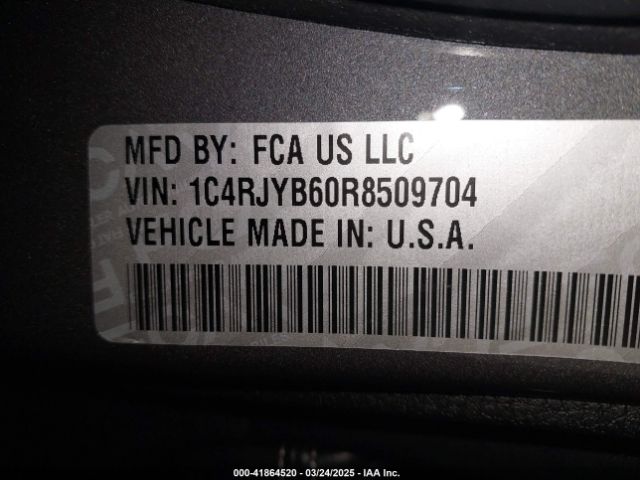 MFD BY: FCA US LLC
VIN: 1C4RJYB60R8509704
VEHICLE MADE IN: U.S.A.
000-41864520 - 03/24/2025 - IAA Inc.